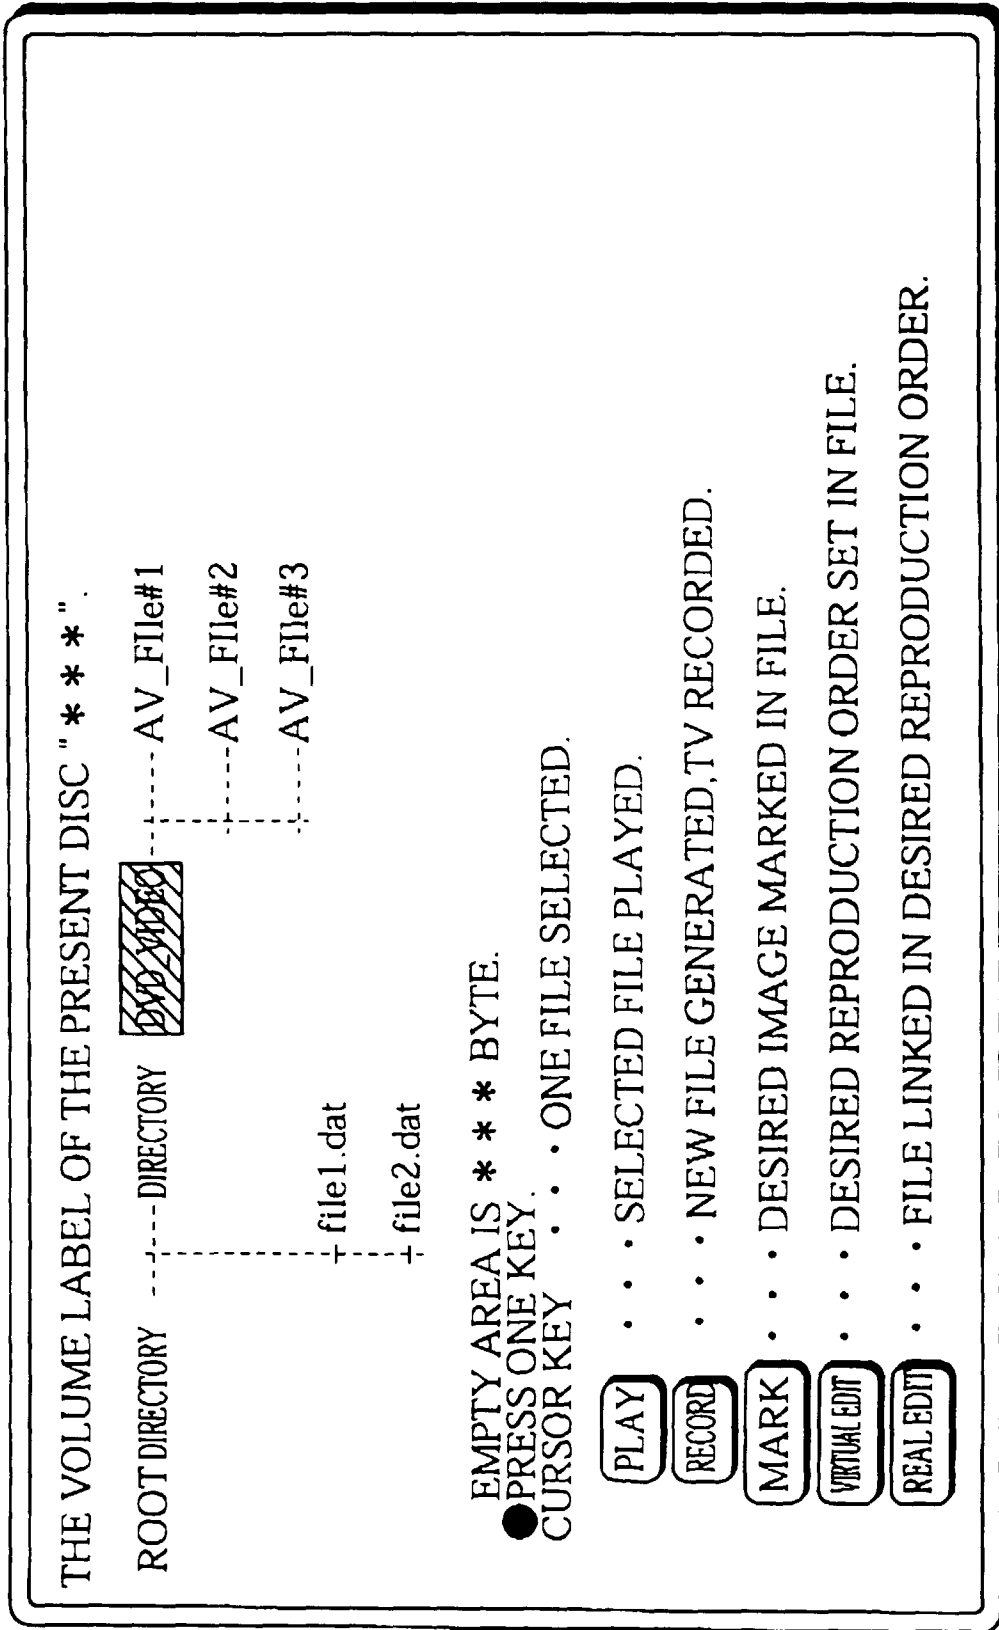 THE VOLUME LABEL OF THE PRESENT DISC "＊＊＊".
ROOT DIRECTORY DIRECTORY DVD_VIDEO AV_FIle#1
AV_FIle#2
AV_FIle#3
file1.dat
file2.dat
EMPTY AREA IS ＊＊＊ BYTE.
●PRESS ONE KEY.
CURSOR KEY ・・・ONE FILE SELECTED.
PLAY ・・・SELECTED FILE PLAYED.
RECORD ・・・NEW FILE GENERATED,TV RECORDED.
MARK ・・・DESIRED IMAGE MARKED IN FILE.
VIRTUAL EDIT ・・・DESIRED REPRODUCTION ORDER SET IN FILE.
REAL EDIT ・・・FILE LINKED IN DESIRED REPRODUCTION ORDER.